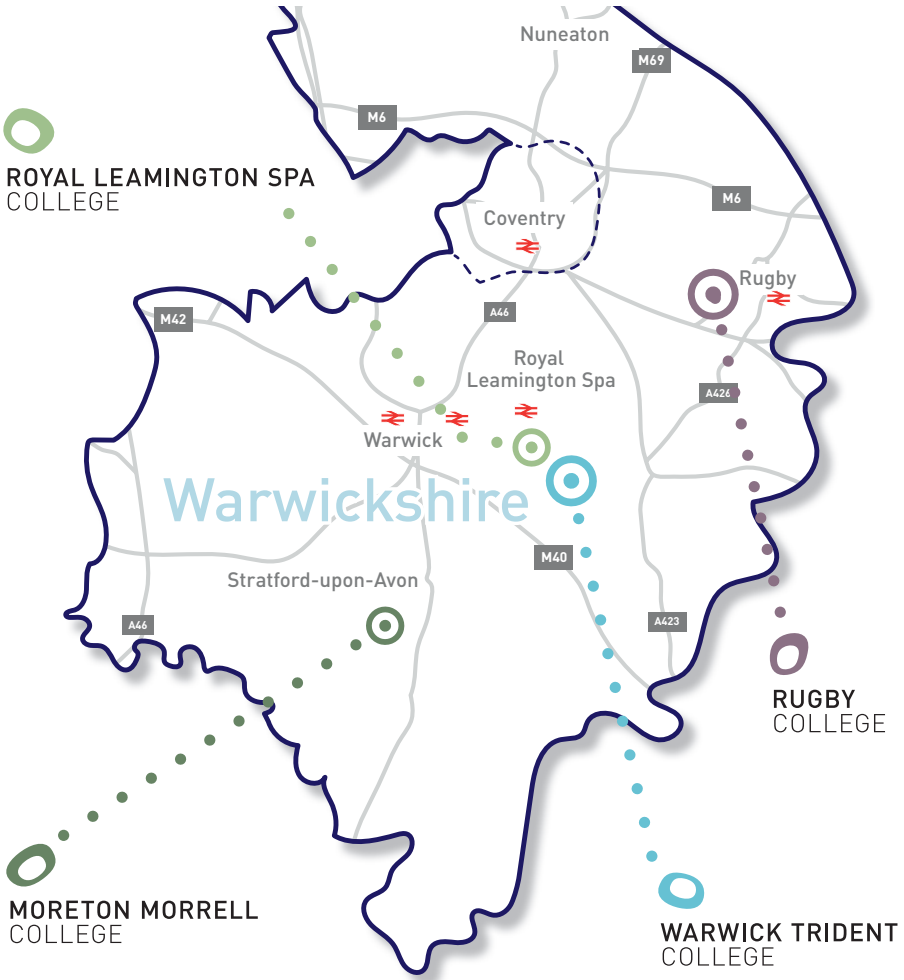 Nuneaton
M69
M6
ROYAL LEAMINGTON SPA
COLLEGE
M6
Coventry
Rugby
M42
A46
Royal
Leamington Spa
A426
Warwick
Warwickshire
M40
Stratford-upon-Avon
A46
A423
RUGBY
COLLEGE
MORETON MORRELL
COLLEGE
WARWICK TRIDENT
COLLEGE